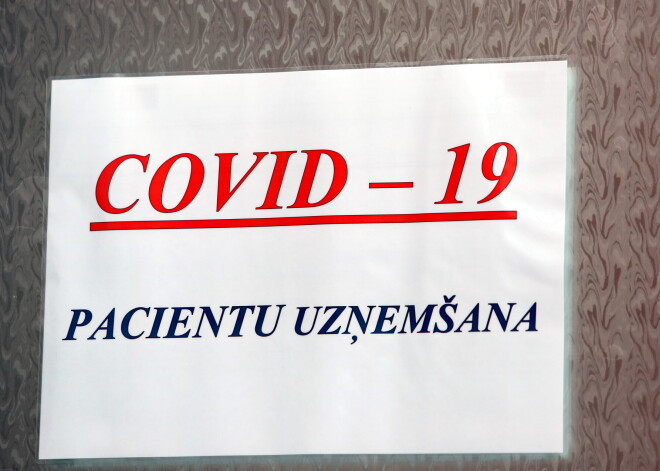 COVID – 19
PACIENTU UZŅEMŠANA